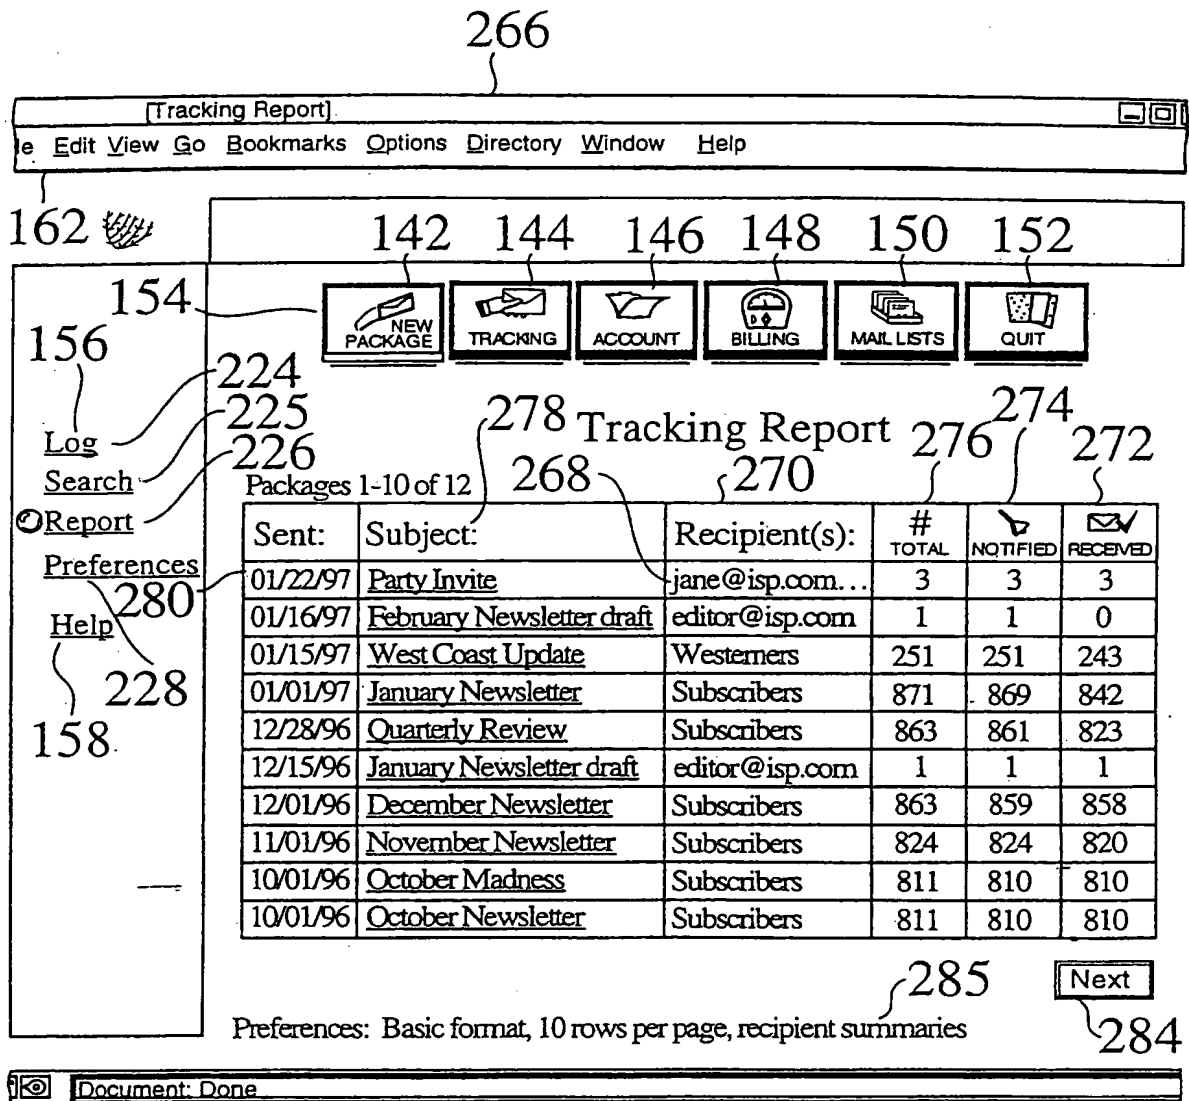 266
[Tracking Report]
le Edit View Go Bookmarks Options Directory Window Help
162 142 144 146 148 150 152
154
NEW PACKAGE TRACKING ACCOUNT BILLING MAIL LISTS QUIT
156
224
225
226
Log
Search
Report
Preferences
280
Help
228
158
278 Tracking Report 276 274 272
Packages 1-10 of 12 268 270
Sent: Subject: Recipient(s): # TOTAL NOTIFIED RECEIVED
01/22/97 Party Invite jane@isp.com... 3 3 3
01/16/97 February Newsletter draft editor@isp.com 1 1 0
01/15/97 West Coast Update Westerners 251 251 243
01/01/97 January Newsletter Subscribers 871 869 842
12/28/96 Quarterly Review Subscribers 863 861 823
12/15/96 January Newsletter draft editor@isp.com 1 1 1
12/01/96 December Newsletter Subscribers 863 859 858
11/01/96 November Newsletter Subscribers 824 824 820
10/01/96 October Madness Subscribers 811 810 810
10/01/96 October Newsletter Subscribers 811 810 810
285 Next
Preferences: Basic format, 10 rows per page, recipient summaries 284
Document: Done